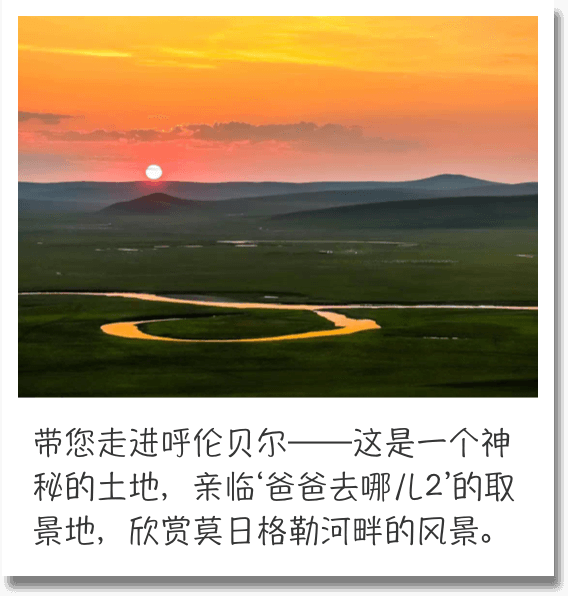 带您走进呼伦贝尔——这是一个神
秘的土地，亲临‘爸爸去哪儿2’的取
景地，欣赏莫日格勒河畔的风景。